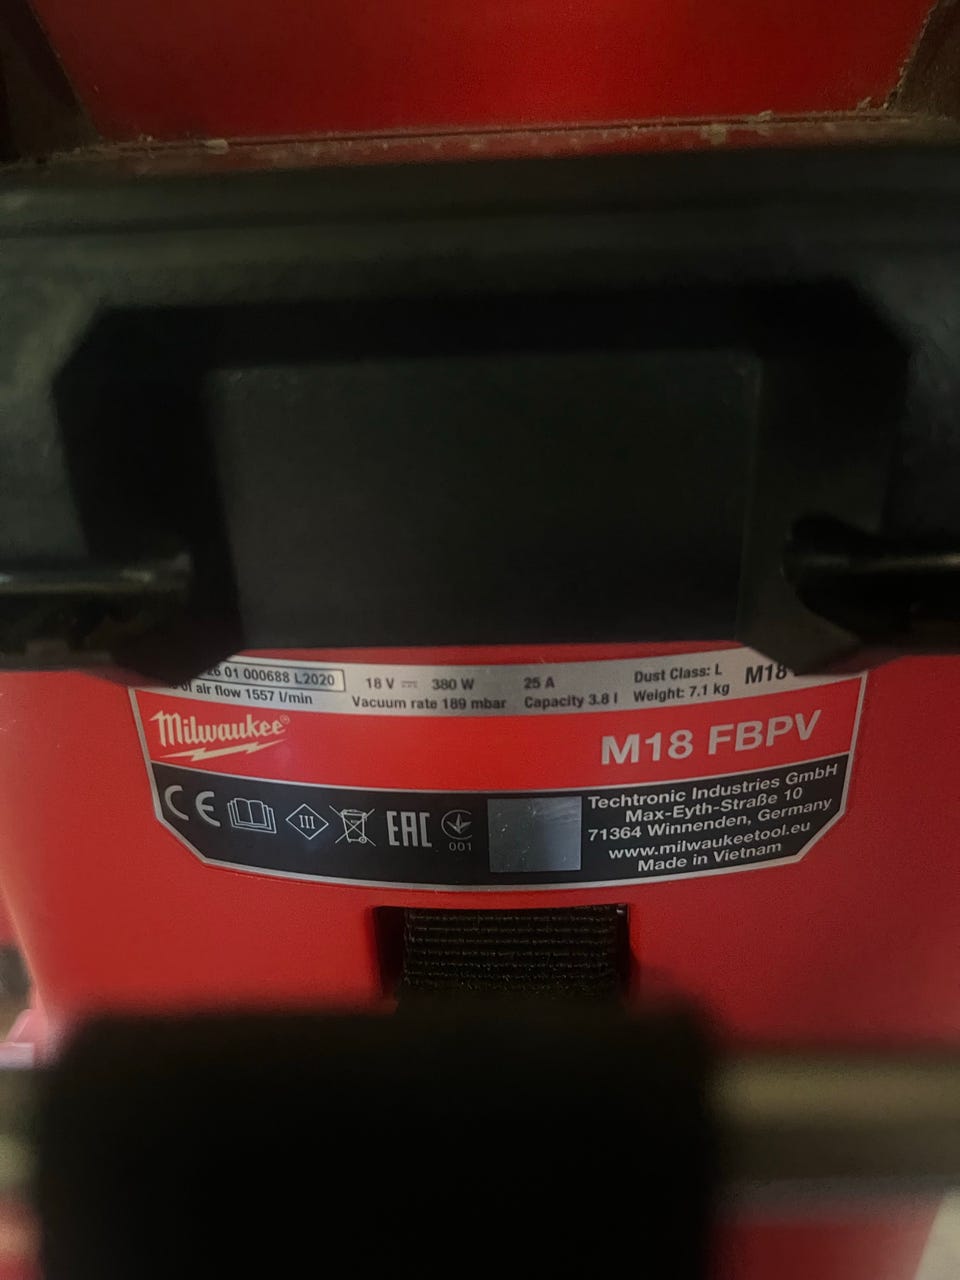 01 000688 L2020
18 V 380 W 25 A Dust Class: L M18
air flow 1557 l/min Vacuum rate 189 mbar Capacity 3.8 l Weight: 7.1 kg
Milwaukee®
M18 FBPV
CE III EAC 001
Techtronic Industries GmbH
Max-Eyth-Straße 10
71364 Winnenden, Germany
www.milwaukeetool.eu
Made in Vietnam